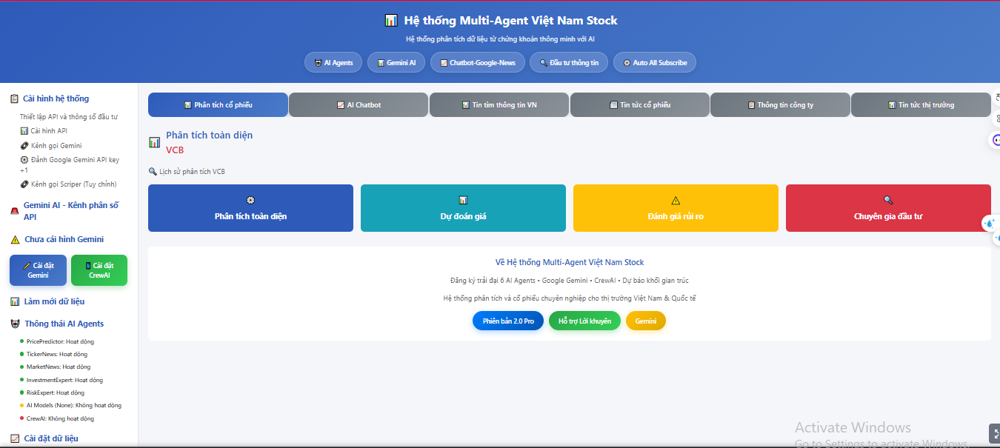 Hệ thống Multi-Agent Việt Nam Stock
Hệ thống phân tích dữ liệu từ chứng khoán thông minh với AI
AI Agents
Gemini AI
Chatbot-Google-News
Đầu tư thông tin
Auto All Subscribe
Cài hình hệ thống
Thiết lập API và thông số đầu tư
Cài hình API
Kênh gọi Gemini
Đảnh Google Gemini API key
+1
Kênh gọi Scriper (Tuy chỉnh)
Gemini AI - Kênh phân số
API
Chưa cái hình Gemini
Cài đặt
Gemini
Cài đặt
CrewAI
Làm mới dữ liệu
Thông thái AI Agents
PricePredictor: Hoạt động
TickerNews: Hoạt động
MarketNews: Hoạt động
InvestmentExpert: Hoạt động
RiskExpert: Hoạt động
AI Models (None): Không hoạt động
CrewAI: Không hoạt động
Cài đặt dữ liệu
Phân tích cổ phiếu
AI Chatbot
Tin tìm thông tin VN
Tin tức cổ phiếu
Thông tin công ty
Tin tức thị trường
Phân tích toàn diện
VCB
Lịch sử phân tích VCB
Phân tích toàn diện
Dự đoán giá
Đánh giá rủi ro
Chuyên gia đầu tư
Về Hệ thống Multi-Agent Việt Nam Stock
Đăng ký trải đại 6 AI Agents • Google Gemini • CrewAI • Dự báo khối gian trúc
Hệ thống phân tích và cổ phiếu chuyên nghiệp cho thị trường Việt Nam & Quốc tế
Phiên bản 2.0 Pro
Hỗ trợ Lời khuyên
Gemini
Activate Windows
Go to Settings to activate Windows.